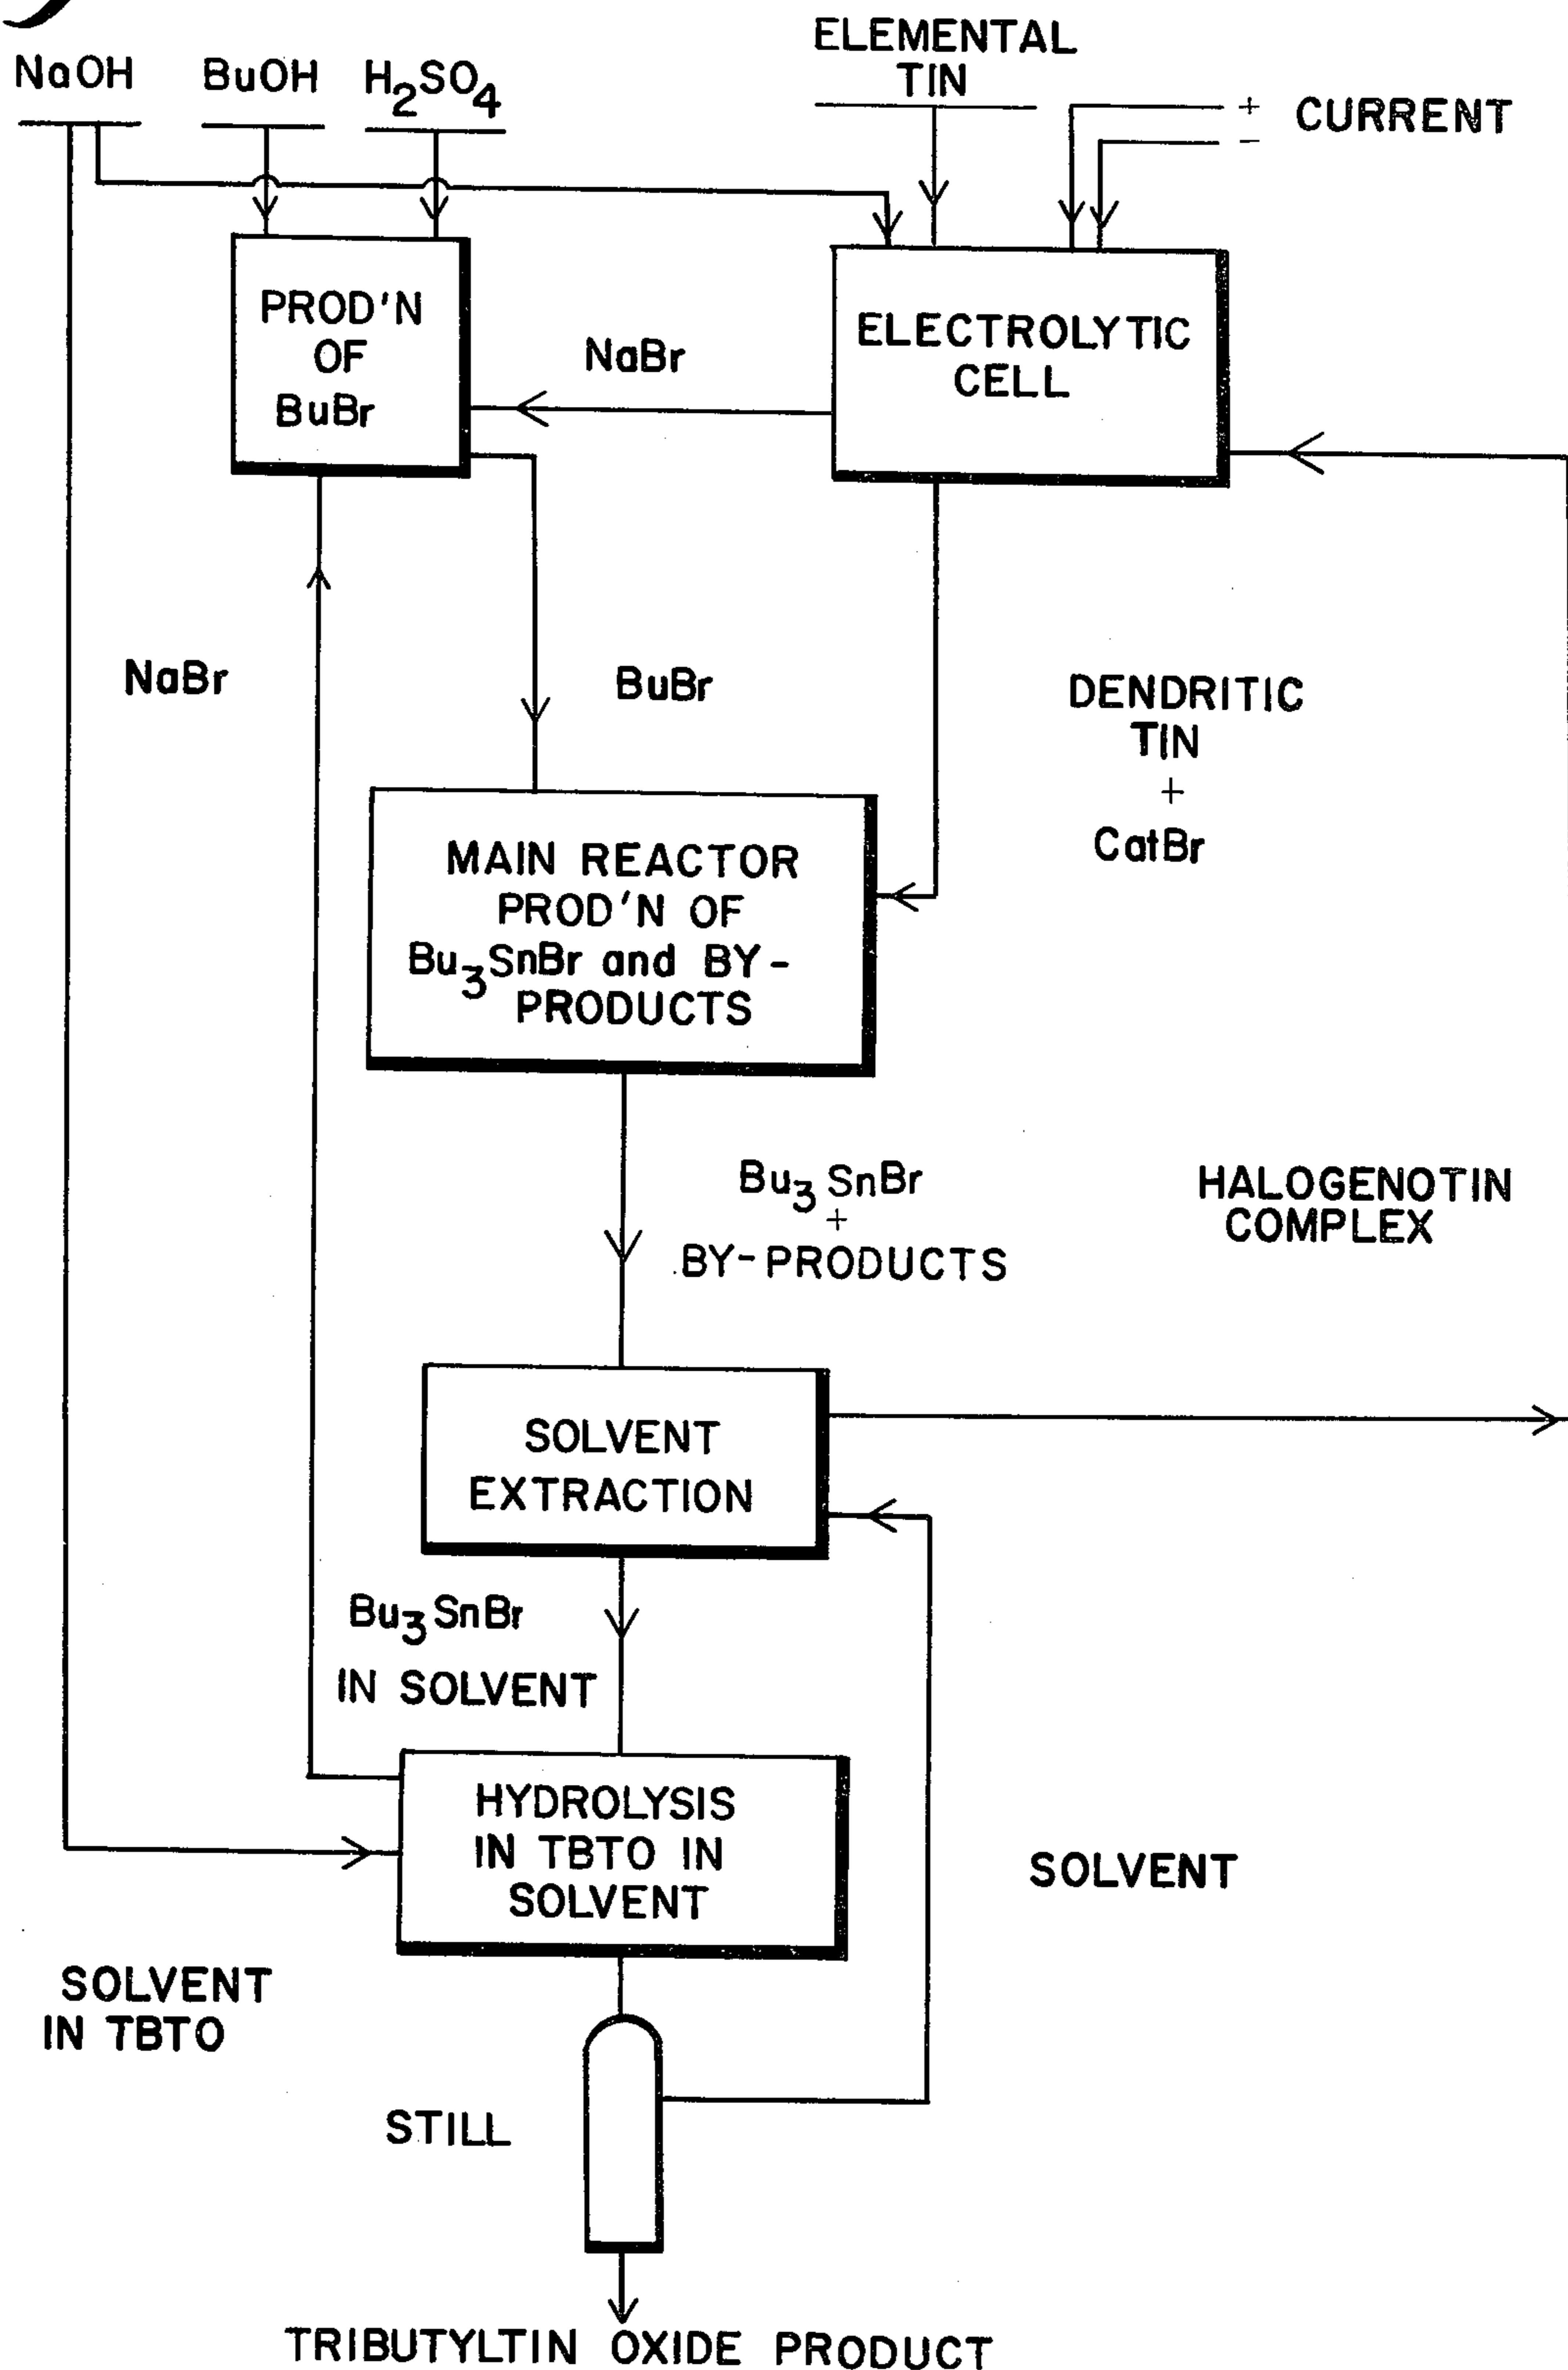 NaOH
BuOH
H₂SO₄
ELEMENTAL
TIN
+
-
CURRENT
PROD'N
OF
BuBr
NaBr
ELECTROLYTIC
CELL
NaBr
BuBr
DENDRITIC
TIN
+
CatBr
MAIN REACTOR
PROD'N OF
Bu₃SnBr and BY-
PRODUCTS
Bu₃SnBr
+
BY-PRODUCTS
HALOGENOTIN
COMPLEX
SOLVENT
EXTRACTION
Bu₃SnBr
IN SOLVENT
HYDROLYSIS
IN TBTO IN
SOLVENT
SOLVENT
SOLVENT
IN TBTO
STILL
TRIBUTYLTIN OXIDE PRODUCT